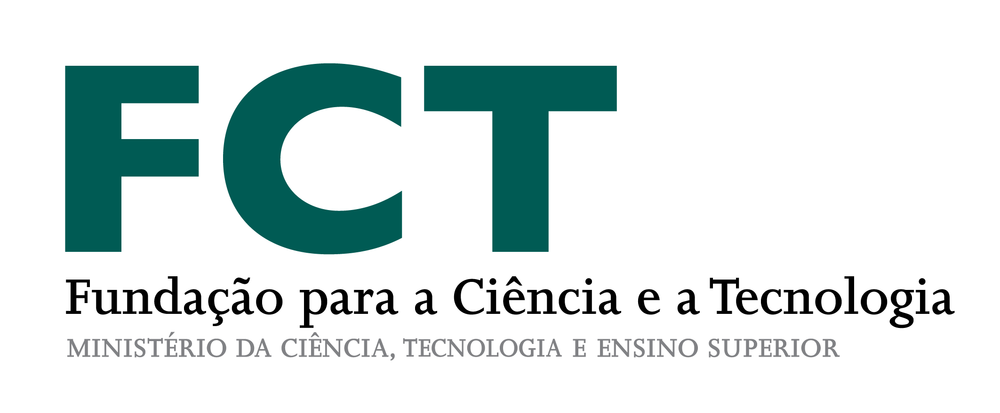 FCT
Fundação para a Ciência e a Tecnologia
MINISTÉRIO DA CIÊNCIA, TECNOLOGIA E ENSINO SUPERIOR